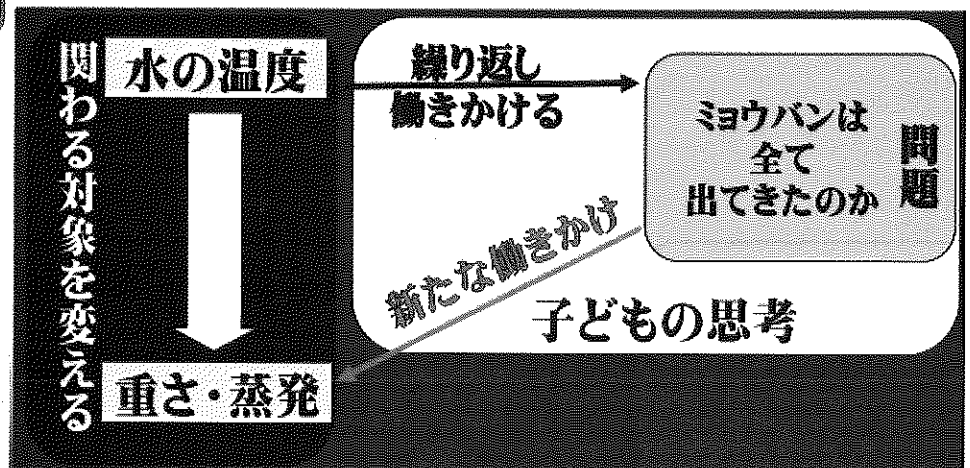 関わる対象を変える
水の温度
重さ・蒸発
繰り返し
働きかける
ミョウバンは
全て
出てきたのか
問題
新たな働きかけ
子どもの思考